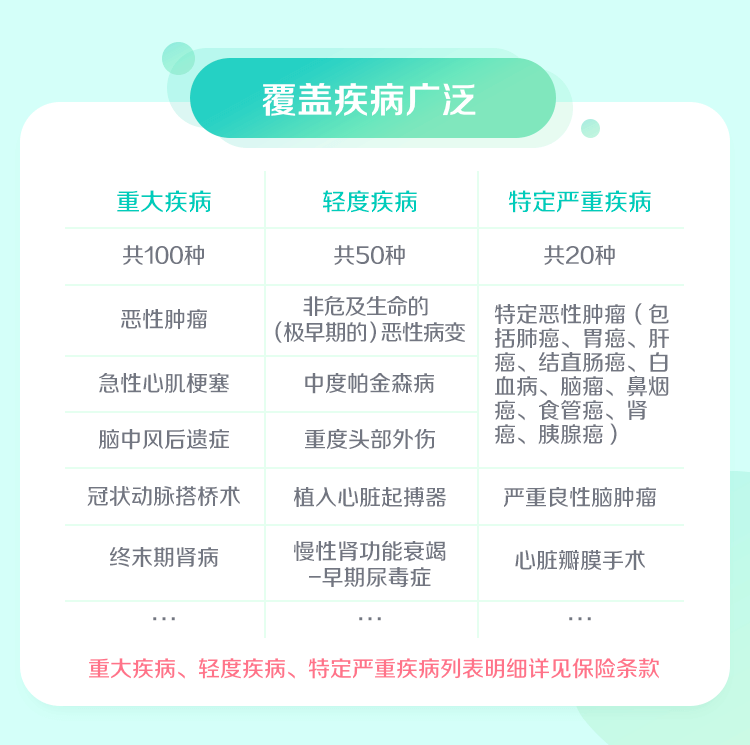 覆盖疾病广泛
重大疾病 轻度疾病 特定严重疾病
共100种 共50种 共20种
恶性肿瘤
非危及生命的
（极早期的）恶性病变
特定恶性肿瘤（包
括肺癌、胃癌、肝
癌、结直肠癌、白
血病、脑瘤、鼻烟
癌、食管癌、肾
癌、胰腺癌）
急性心肌梗塞 中度帕金森病
脑中风后遗症 重度头部外伤
冠状动脉搭桥术 植入心脏起搏器 严重良性脑肿瘤
终末期肾病
慢性肾功能衰竭
-早期尿毒症
心脏瓣膜手术
... ... ...
重大疾病、轻度疾病、特定严重疾病列表明细详见保险条款